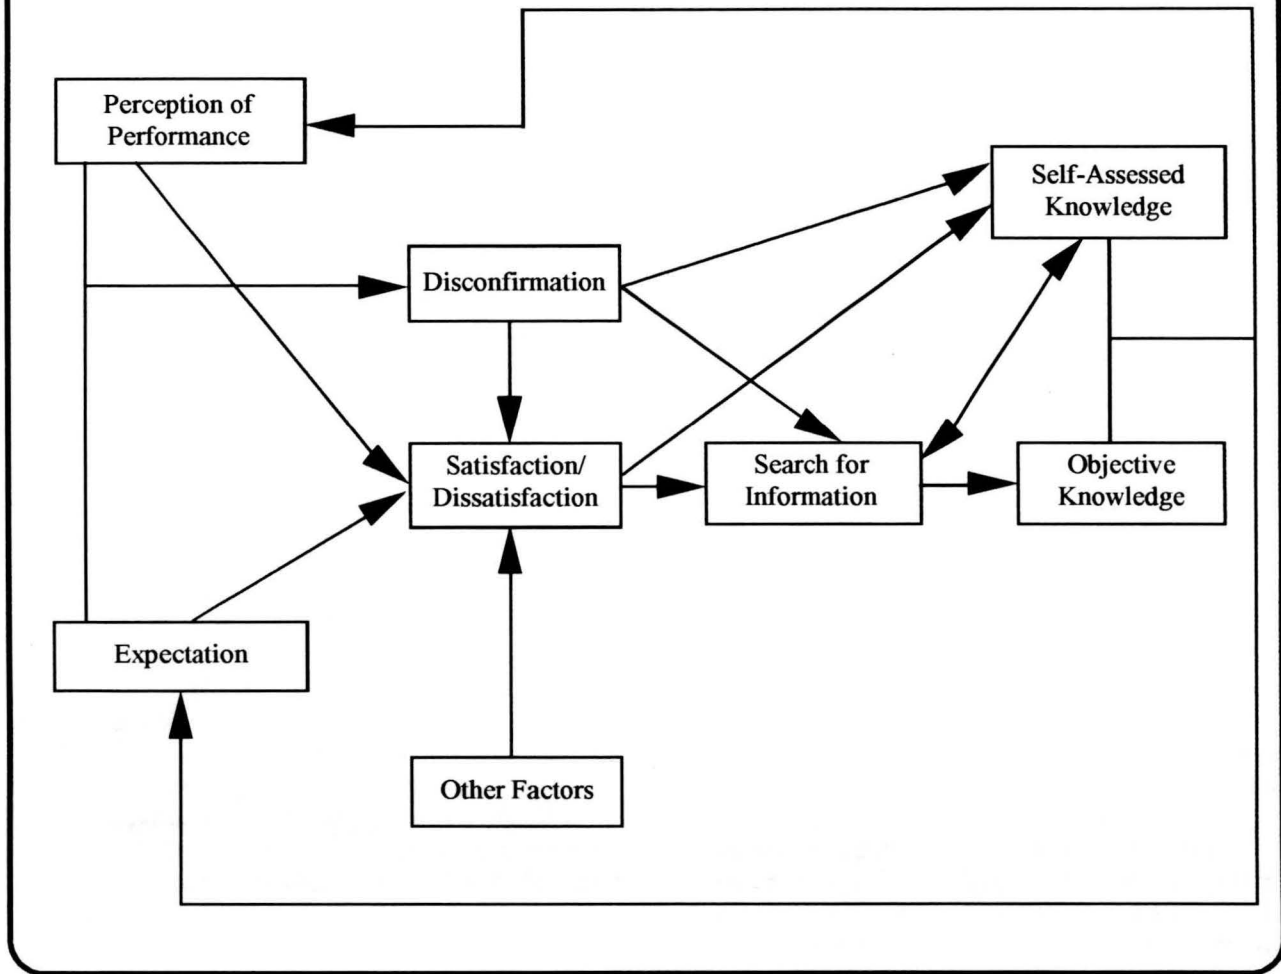 Perception of
Performance
Self-Assessed
Knowledge
Disconfirmation
Satisfaction/
Dissatisfaction
Search for
Information
Objective
Knowledge
Expectation
Other Factors